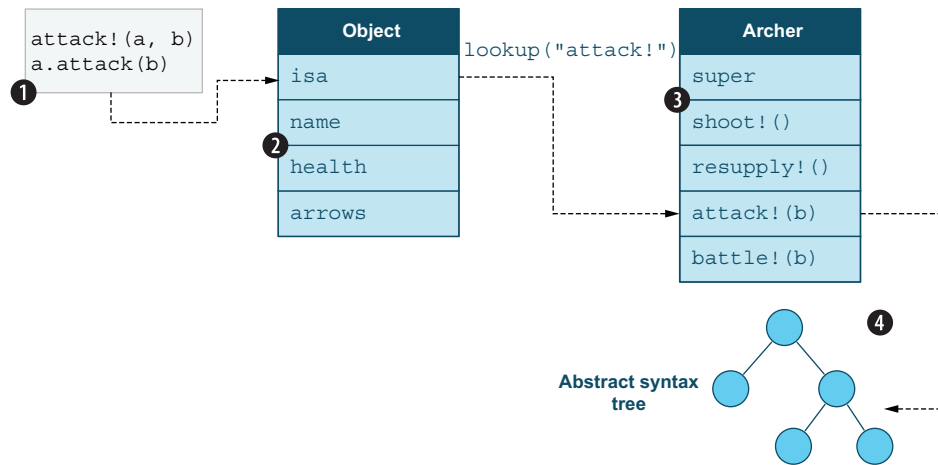 attack!(a, b)
a.attack(b)
1
Object
isa
name
2
health
arrows
lookup("attack!")
Archer
super
3
shoot!()
resupply!()
attack!(b)
battle!(b)
4
Abstract syntax
tree